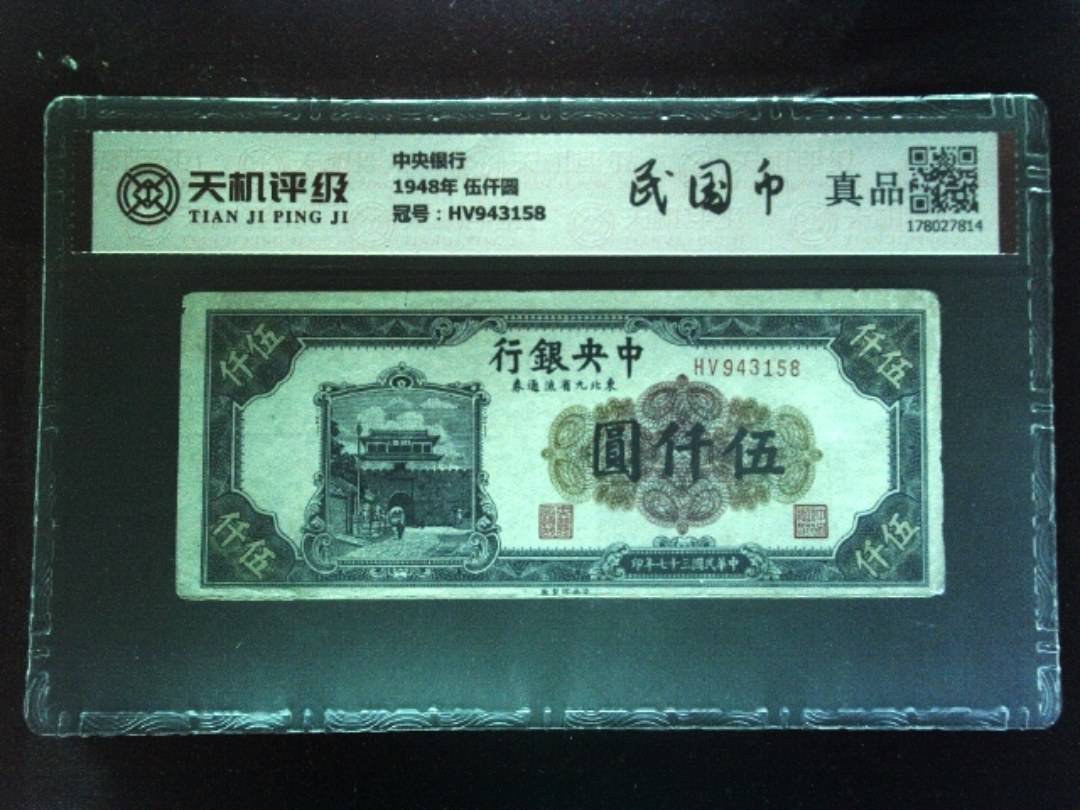 天机评级
TIAN JI PING JI
中央银行
1948年 伍仟圆
冠号：HV943158
民国币
真品
178027814
伍仟
伍仟
中央銀行
HV943158
東北九省流通券
伍仟圓
伍仟
伍仟
中華民國三十七年印